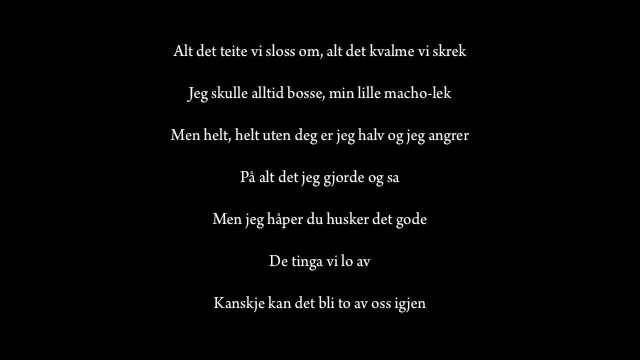 Alt det teite vi sloss om, alt det kvalme vi skrek
Jeg skulle alltid bosse, min lille macho-lek
Men helt, helt uten deg er jeg halv og jeg angrer
På alt det jeg gjorde og sa
Men jeg håper du husker det gode
De tinga vi lo av
Kanskje kan det bli to av oss igjen